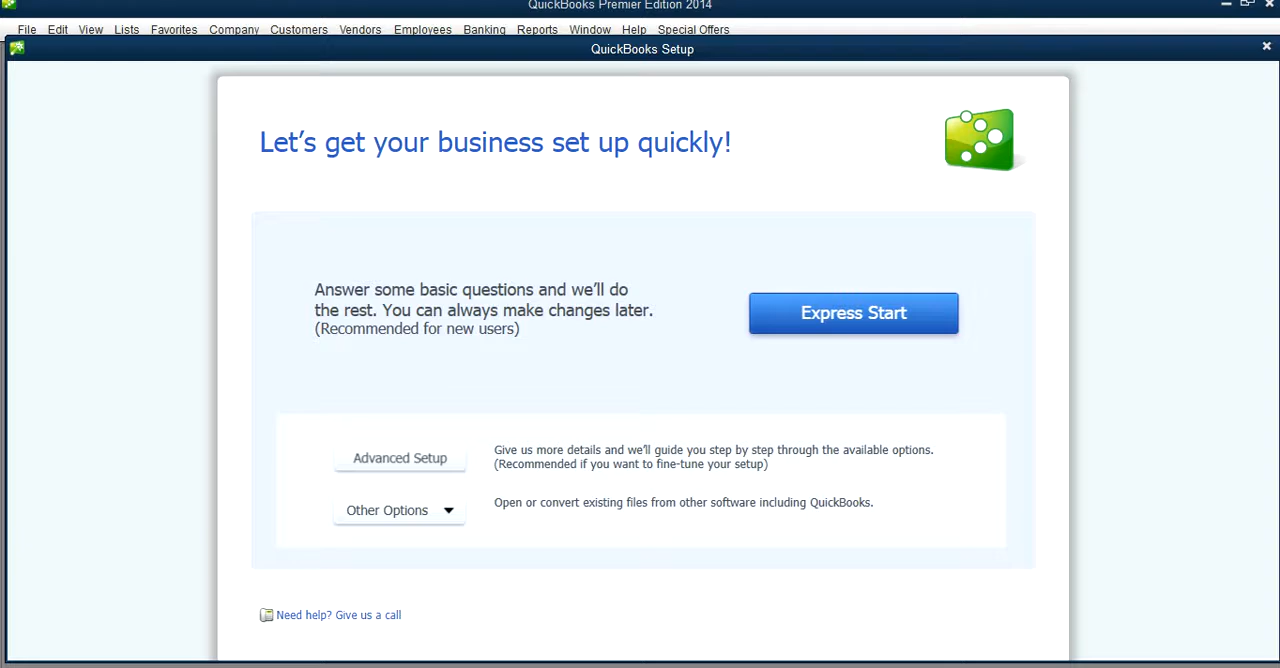 QuickBooks Premier Edition 2014
File Edit View Lists Favorites Company Customers Vendors Employees Banking Reports Window Help Special Offers
QuickBooks Setup
Let's get your business set up quickly!
Answer some basic questions and we'll do
the rest. You can always make changes later.
(Recommended for new users)
Express Start
Advanced Setup
Give us more details and we'll guide you step by step through the available options.
(Recommended if you want to fine-tune your setup)
Other Options
Open or convert existing files from other software including QuickBooks.
Need help? Give us a call